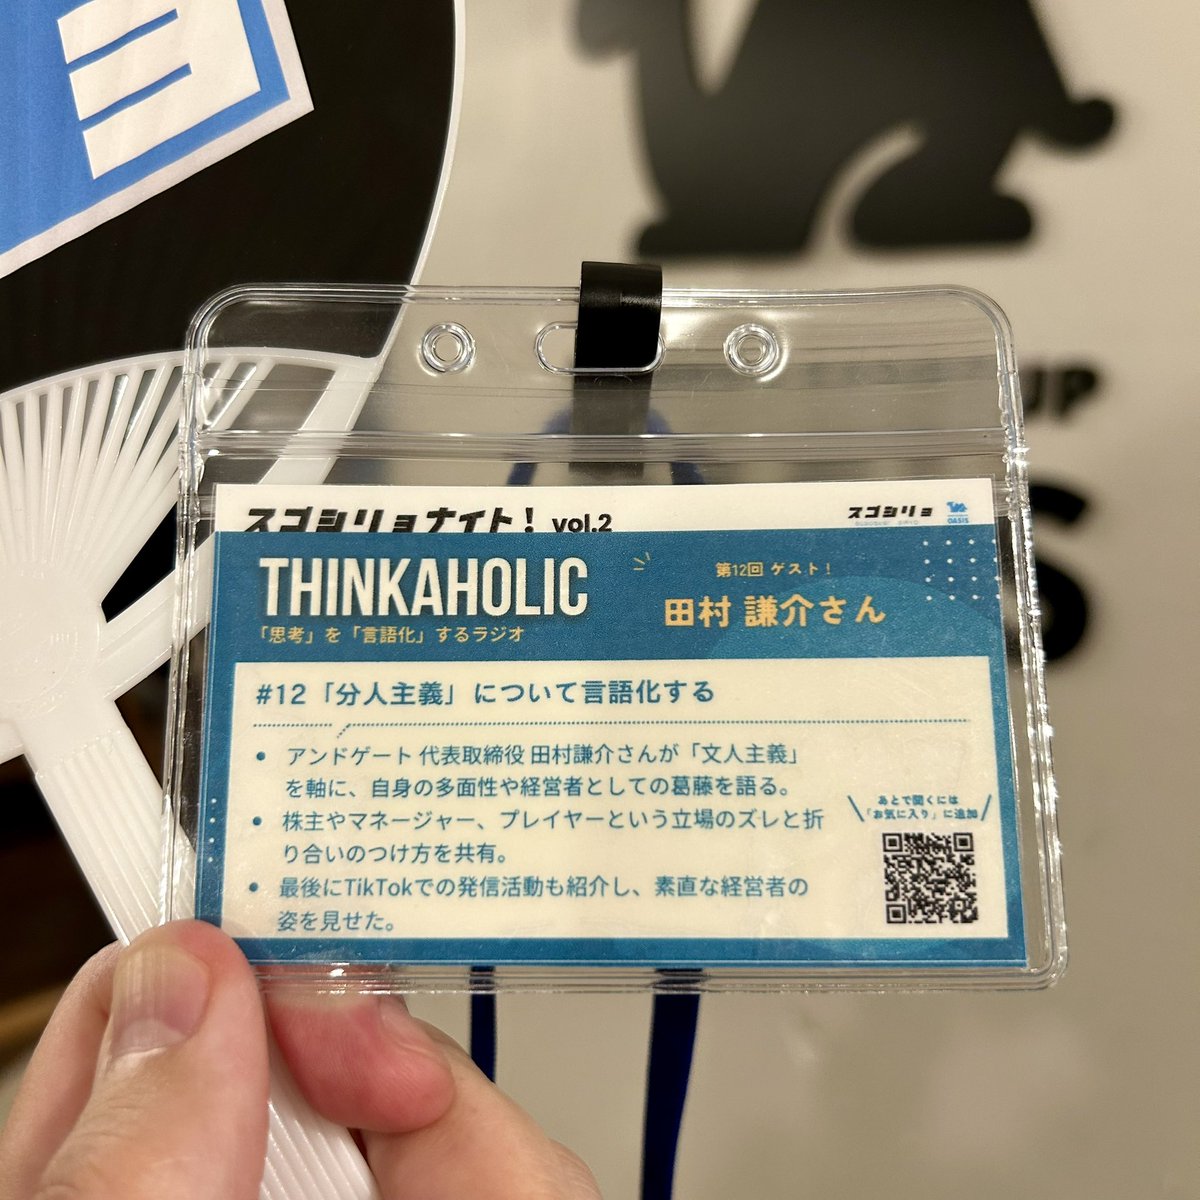 ヨ
UP
S
スゴシリョナイト! vol.2
スゴシリョ
OASIS
THINKAHOLIC
「思考」を「言語化」するラジオ
第12回 ゲスト!
田村 謙介さん
#12「分人主義」について言語化する
• アンドゲート 代表取締役 田村謙介さんが「文人主義」
を軸に、自身の多面性や経営者としての葛藤を語る。
• 株主やマネージャー、プレイヤーという立場のズレと折
り合いのつけ方を共有。
• 最後にTikTokでの発信活動も紹介し、素直な経営者の
姿を見せた。
あとで聞くには
「お気に入り」に追加